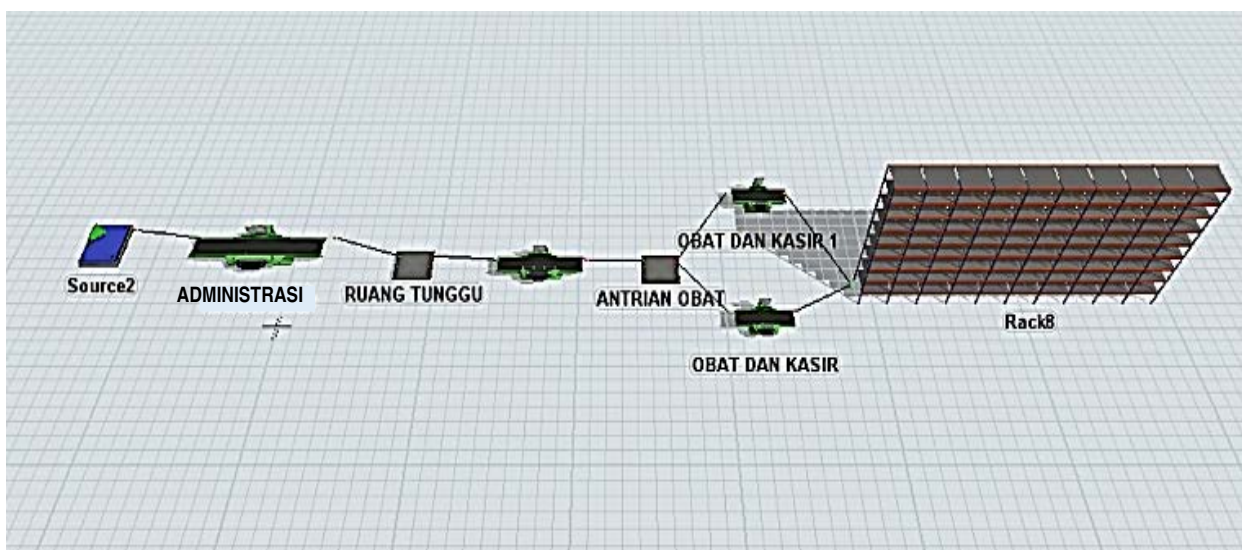 Source2
ADMINISTRASI
RUANG TUNGGU
ANTRIAN OBAT
OBAT DAN KASIR 1
OBAT DAN KASIR
Rack8